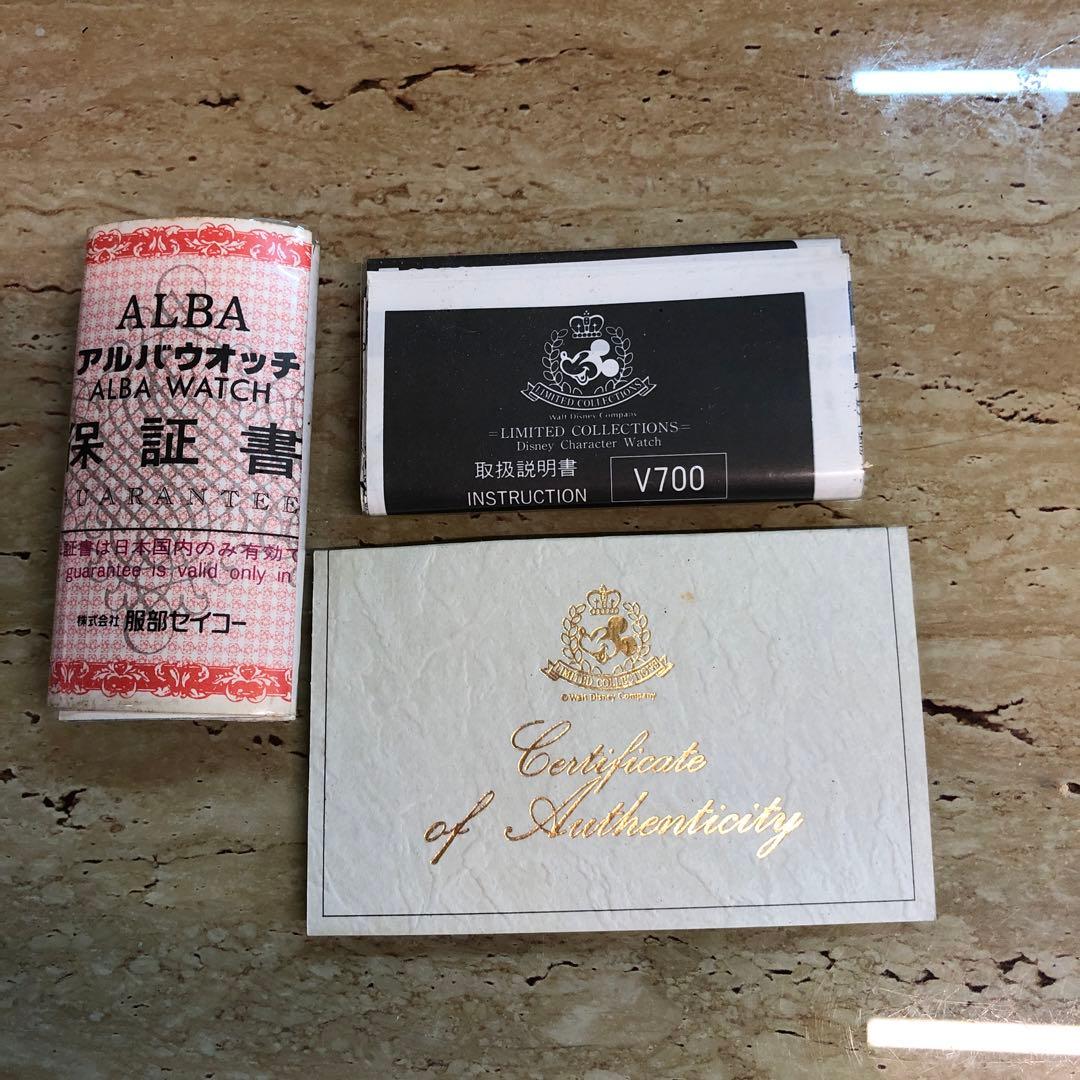 ALBA
アルバウオッチ
ALBA WATCH
保証書
GUARANTEE
証書は日本国内のみ有効で
guarantee is valid only in
株式会社 服部セイコー
LIMITED COLLECTIONS
Walt Disney Company
=LIMITED COLLECTIONS=
Disney Character Watch
取扱説明書
INSTRUCTION
V700
LIMITED COLLECTIONS
©Walt Disney Company
Certificate
of Authenticity